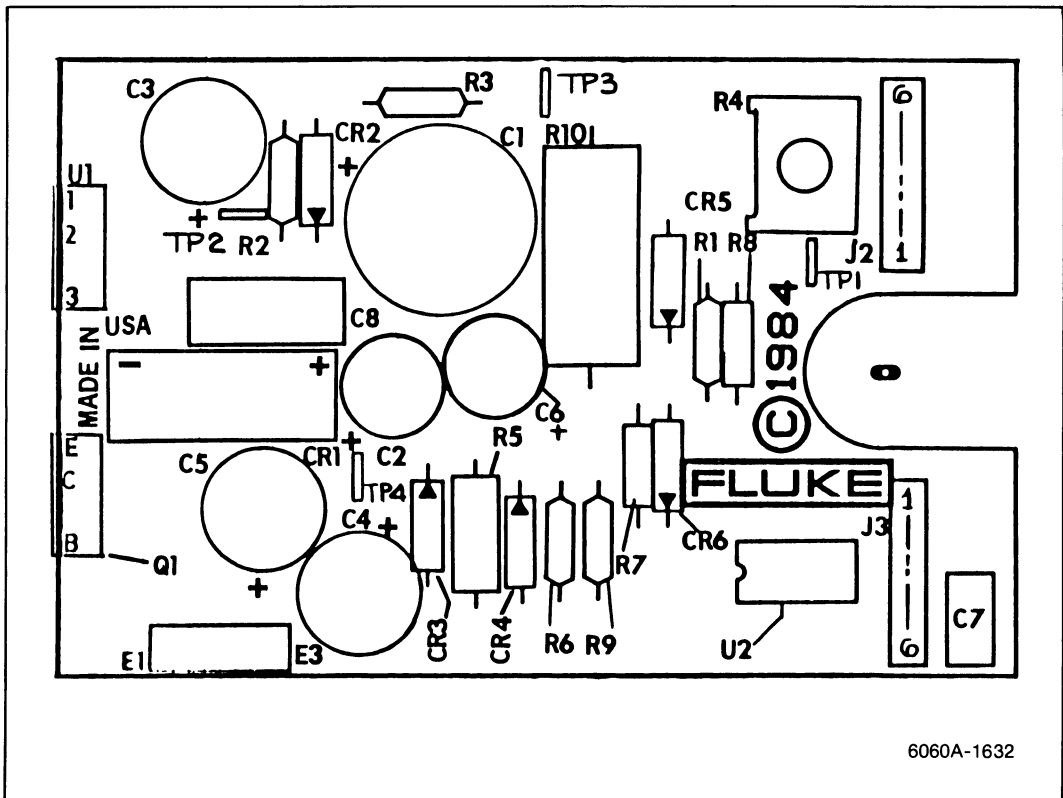 C3
R3
TP3
R4
6
CR2
C1
R10
+
U1
1
2
3
+
TP2
R2
CR5
R1
R8
J2
1
TP1
C8
MADE IN
USA
©1984
-
+
C6
+
E
C
B
Q1
C5
CR1
+
C2
R5
TP4
C4
+
FLUKE
1
J3
R7
CR6
+
CR3
CR4
R6
R9
U2
6
C7
E1
E3
6060A-1632